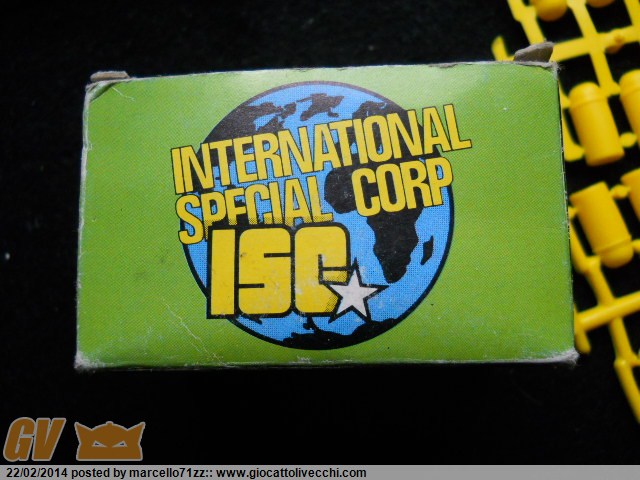 INTERNATIONAL
SPECIAL CORP
ISC
GV
22/02/2014 posted by marcello71zz:: www.giocattolivecchi.com